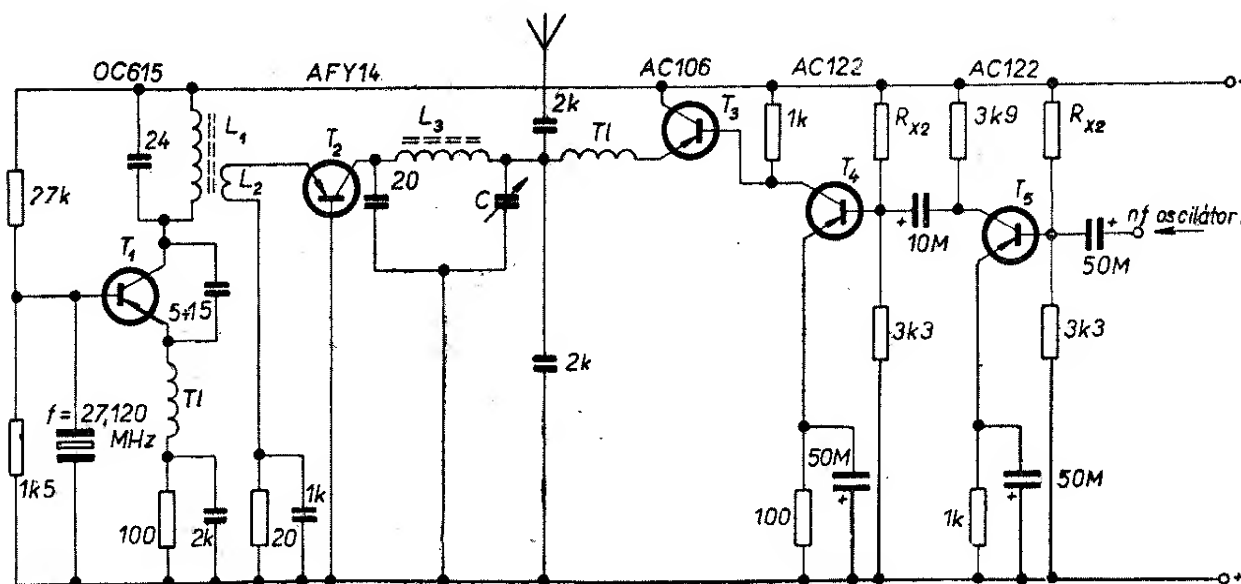 OC615 AFY14 AC106 AC122 AC122
2k
24
L1
L2
T2
L3
Tl
T3
1k
Rx2
3k9
Rx2
27k
20
C
T4
T5
T1
+
10M
+
50M
nf oscilátor
5÷15
3k3
3k3
2k
Tl
f = 27,120
MHz
1k5
100
2k
20
1k
100
50M
+
1k
50M
+
+